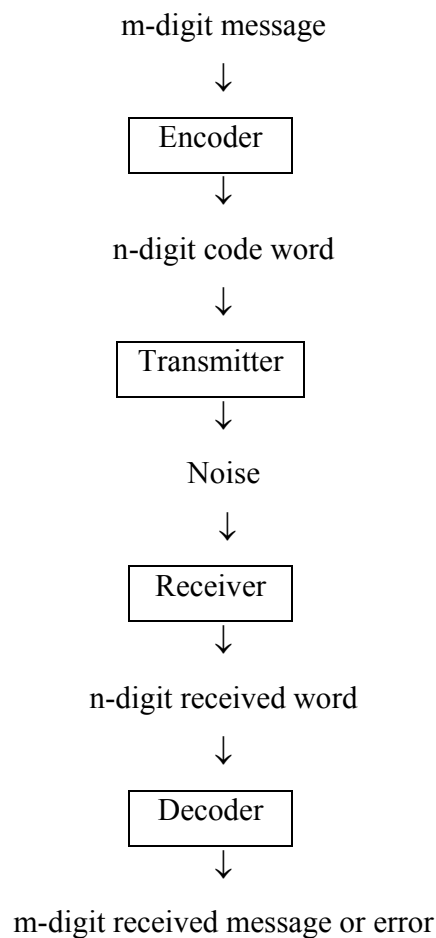 m-digit message
↓
Encoder
↓
n-digit code word
↓
Transmitter
↓
Noise
↓
Receiver
↓
n-digit received word
↓
Decoder
↓
m-digit received message or error